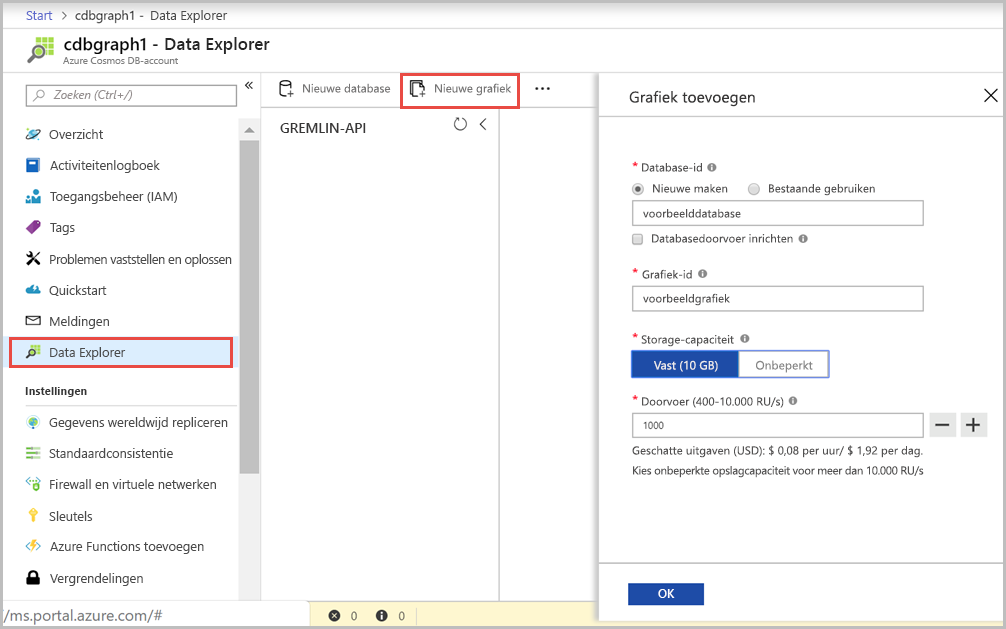 Start > cdbgraph1 - Data Explorer
cdbgraph1 - Data Explorer
Azure Cosmos DB-account
Zoeken (Ctrl+/)
Overzicht
Activiteitenlogboek
Toegangsbeheer (IAM)
Tags
Problemen vaststellen en oplossen
Quickstart
Meldingen
Data Explorer
Instellingen
Gegevens wereldwijd repliceren
Standaardconsistentie
Firewall en virtuele netwerken
Sleutels
Azure Functions toevoegen
Vergrendelingen
/ms.portal.azure.com/#
Nieuwe database
Nieuwe grafiek
GREMLIN-API
0
0
Grafiek toevoegen
* Database-id
Nieuwe maken
Bestaande gebruiken
voorbeelddatabase
Databasedoorvoer inrichten
* Grafiek-id
voorbeeldgrafiek
* Storage-capaciteit
Vast (10 GB)
Onbeperkt
* Doorvoer (400-10.000 RU/s)
1000
Geschatte uitgaven (USD): $ 0,08 per uur/ $ 1,92 per dag.
Kies onbeperkte opslagcapaciteit voor meer dan 10.000 RU/s
OK